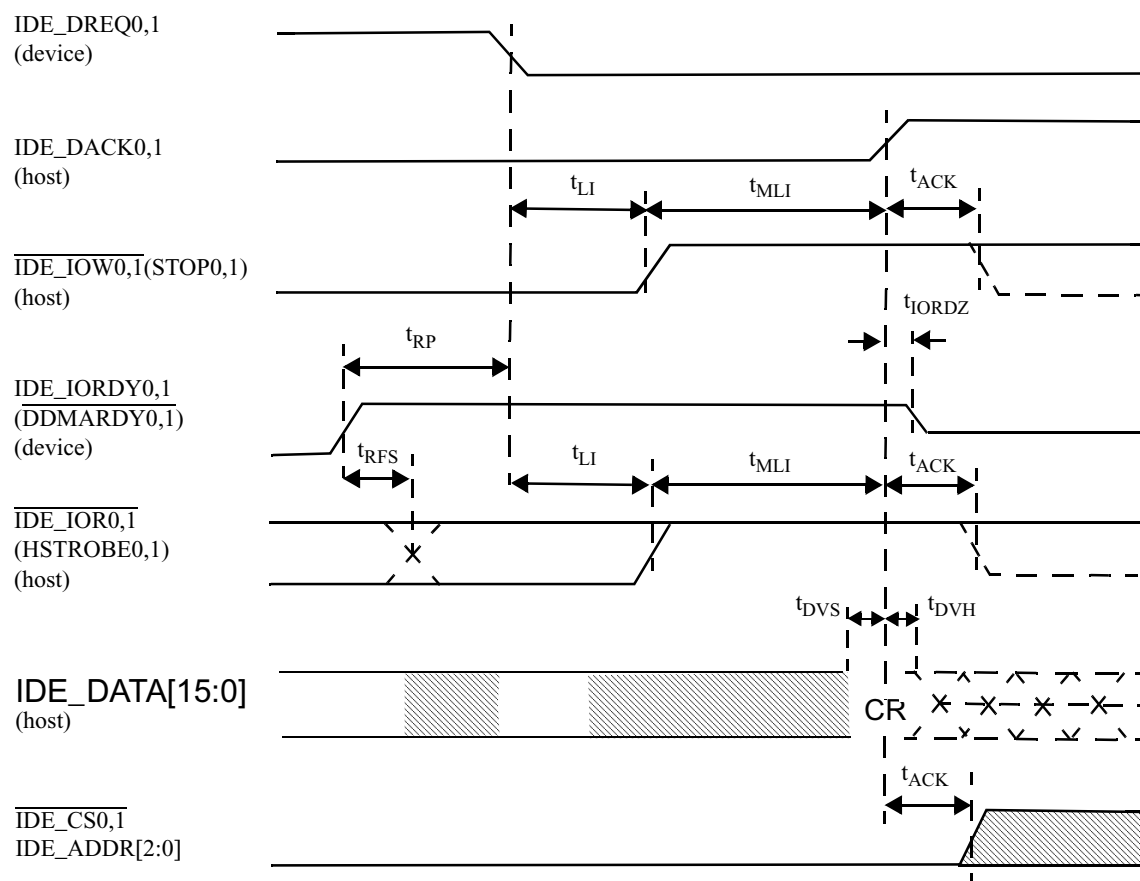 IDE_DREQ0,1
(device)
IDE_DACK0,1
(host)
tLI
tMLI
tACK
IDE_IOW0,1(STOP0,1)
(host)
tIORDZ
tRP
IDE_IORDY0,1
(DDMARDY0,1)
(device)
tRFS
tLI
tMLI
tACK
IDE_IOR0,1
(HSTROBE0,1)
(host)
tDVS
tDVH
IDE_DATA[15:0]
(host)
CR
tACK
IDE_CS0,1
IDE_ADDR[2:0]